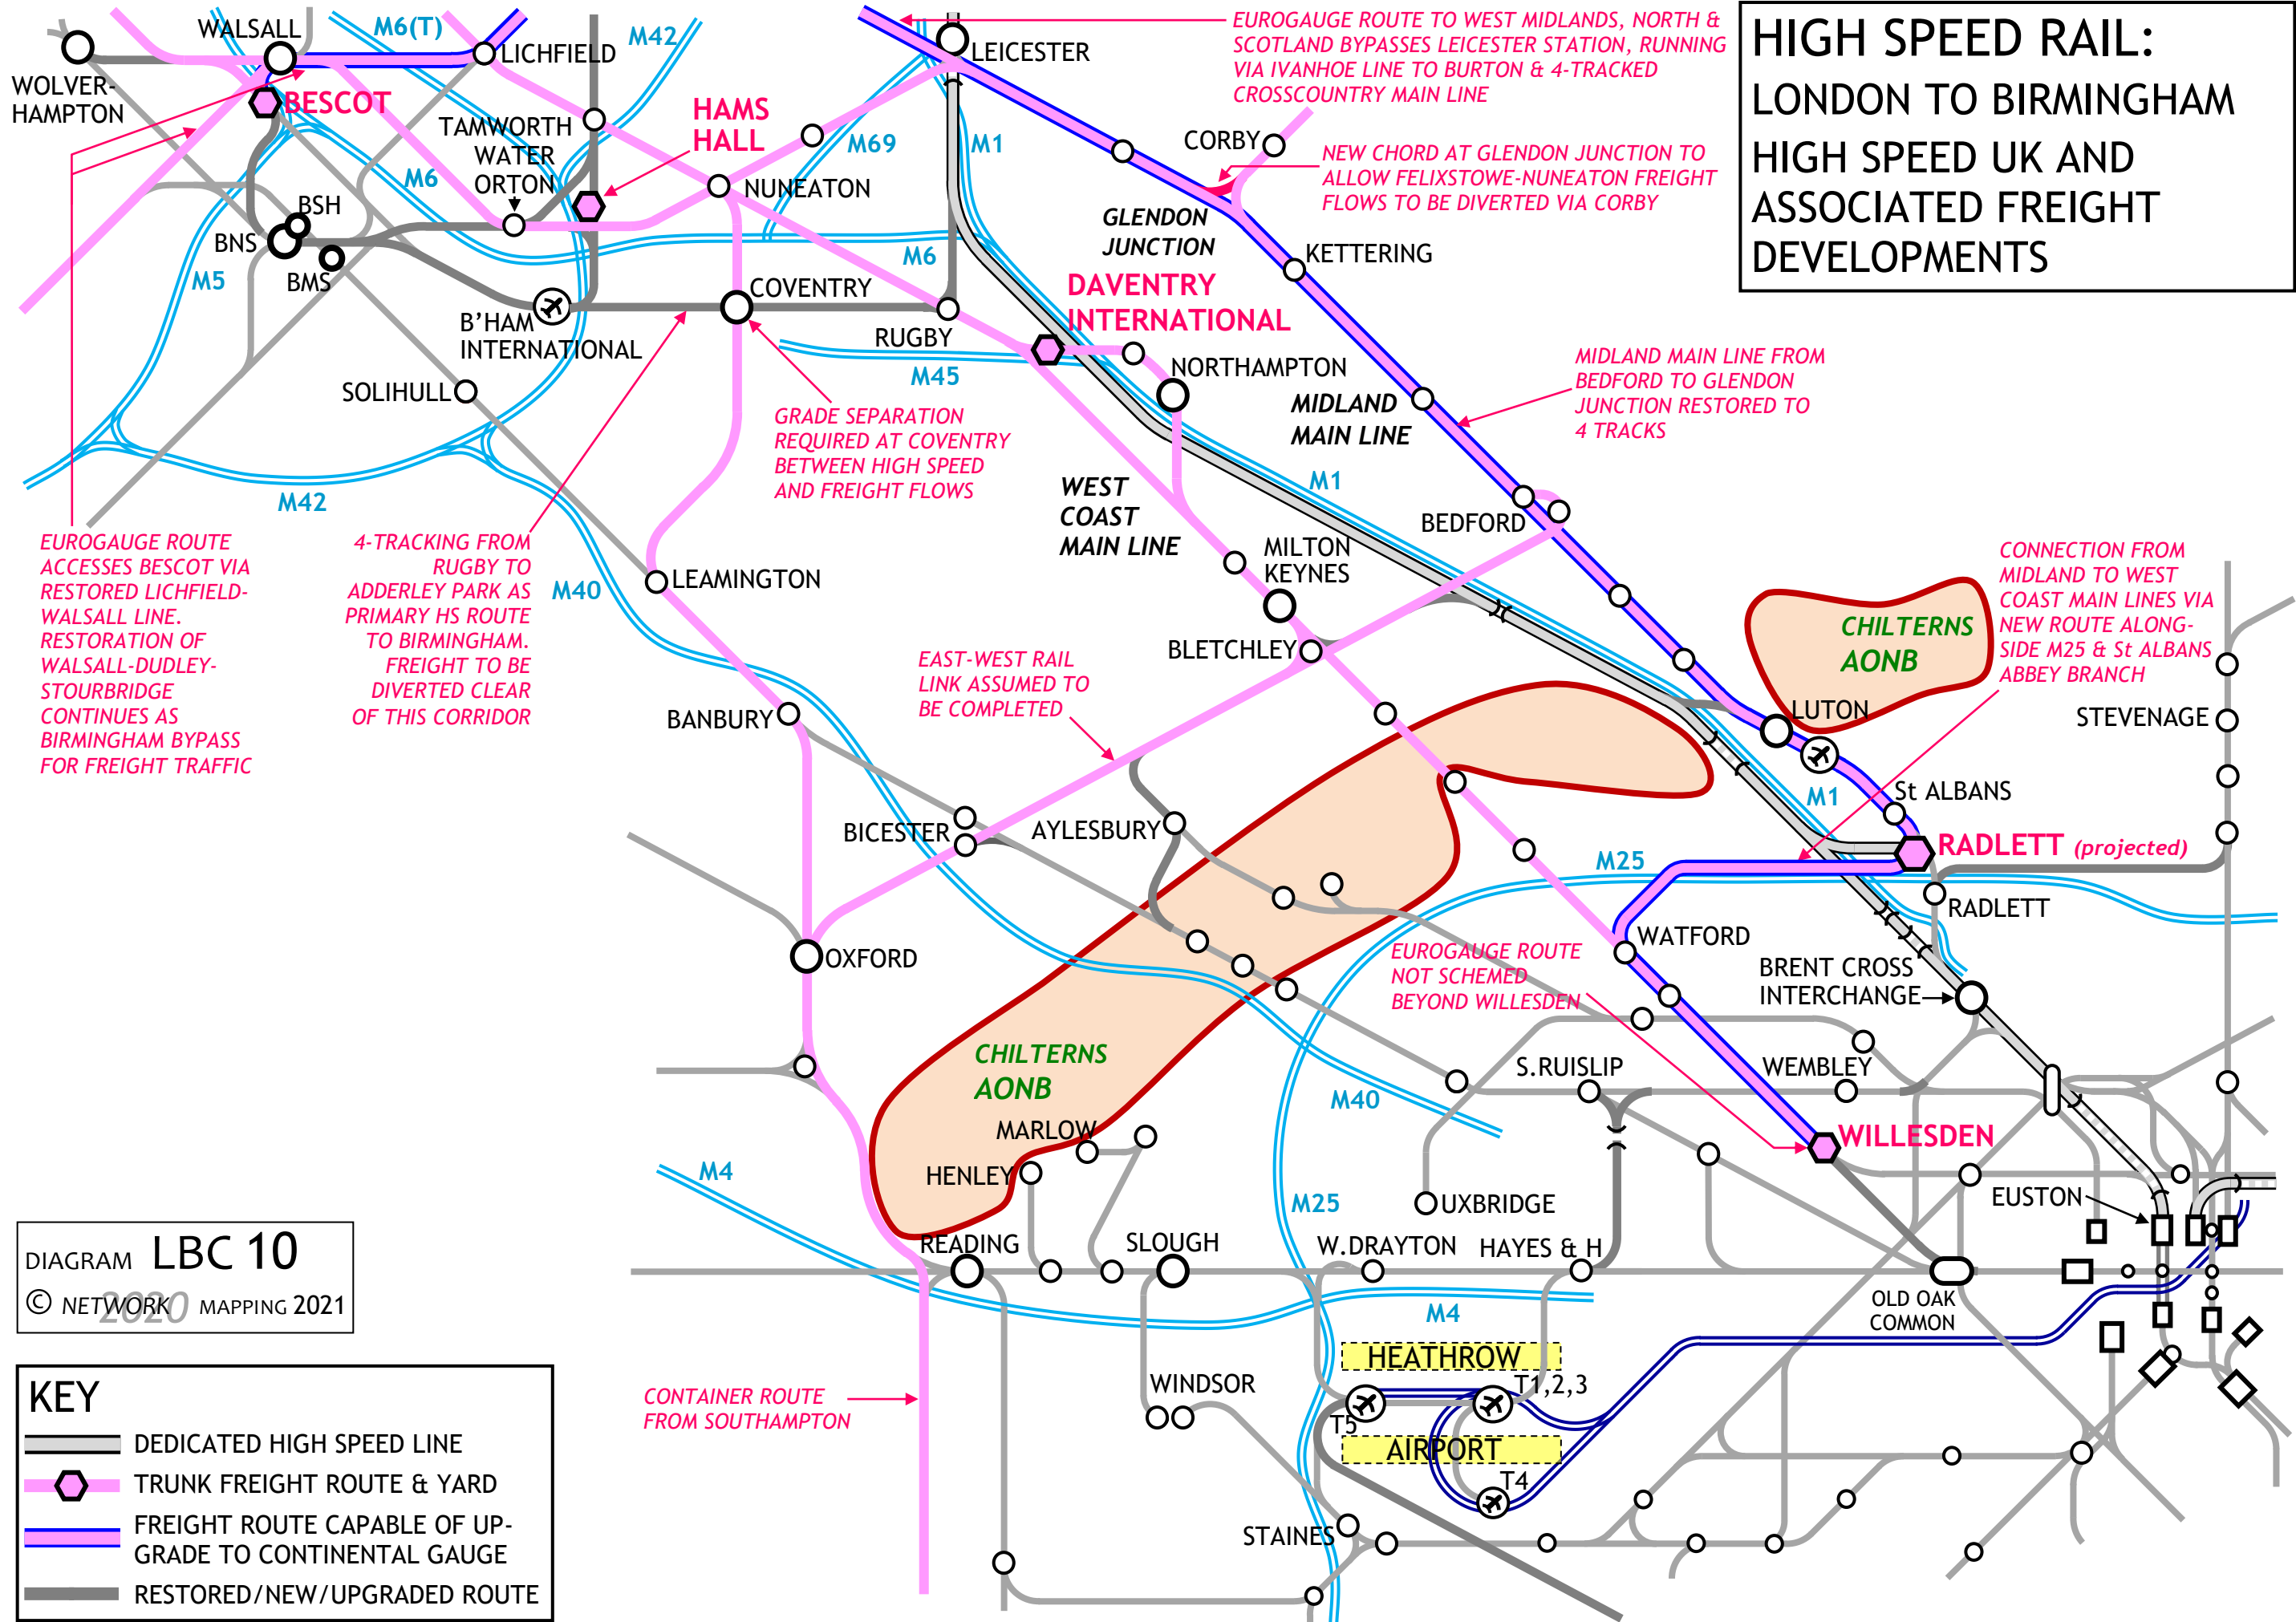 HIGH SPEED RAIL:
LONDON TO BIRMINGHAM
HIGH SPEED UK AND
ASSOCIATED FREIGHT
DEVELOPMENTS
WALSALL
M6(T)
LICHFIELD
M42
WOLVER-
HAMPTON
BESCOT
TAMWORTH
WATER
ORTON
HAMS
HALL
M6
M69
M1
LEICESTER
EUROGAUGE ROUTE TO WEST MIDLANDS, NORTH &
SCOTLAND BYPASSES LEICESTER STATION, RUNNING
VIA IVANHOE LINE TO BURTON & 4-TRACKED
CROSSCOUNTRY MAIN LINE
CORBY
NEW CHORD AT GLENDON JUNCTION TO
ALLOW FELIXSTOWE-NUNEATON FREIGHT
FLOWS TO BE DIVERTED VIA CORBY
NUNEATON
BSH
BNS
BMS
M5
GLENDON
JUNCTION
KETTERING
M6
COVENTRY
B'HAM
INTERNATIONAL
RUGBY
M45
DAVENTRY
INTERNATIONAL
NORTHAMPTON
MIDLAND
MAIN LINE
MIDLAND MAIN LINE FROM
BEDFORD TO GLENDON
JUNCTION RESTORED TO
4 TRACKS
SOLIHULL
GRADE SEPARATION
REQUIRED AT COVENTRY
BETWEEN HIGH SPEED
AND FREIGHT FLOWS
M42
M1
WEST
COAST
MAIN LINE
BEDFORD
MILTON
KEYNES
EUROGAUGE ROUTE
ACCESSES BESCOT VIA
RESTORED LICHFIELD-
WALSALL LINE.
RESTORATION OF
WALSALL-DUDLEY-
STOURBRIDGE
CONTINUES AS
BIRMINGHAM BYPASS
FOR FREIGHT TRAFFIC
4-TRACKING FROM
RUGBY TO
ADDERLEY PARK AS
PRIMARY HS ROUTE
TO BIRMINGHAM.
FREIGHT TO BE
DIVERTED CLEAR
OF THIS CORRIDOR
M40
LEAMINGTON
CONNECTION FROM
MIDLAND TO WEST
COAST MAIN LINES VIA
NEW ROUTE ALONG-
SIDE M25 & St ALBANS
ABBEY BRANCH
CHILTERNS
AONB
BLETCHLEY
EAST-WEST RAIL
LINK ASSUMED TO
BE COMPLETED
BANBURY
LUTON
STEVENAGE
M1
St ALBANS
BICESTER
AYLESBURY
RADLETT (projected)
M25
RADLETT
OXFORD
WATFORD
EUROGAUGE ROUTE
NOT SCHEMED
BEYOND WILLESDEN
BRENT CROSS
INTERCHANGE
CHILTERNS
AONB
S.RUISLIP
WEMBLEY
M40
MARLOW
WILLESDEN
HENLEY
M4
M25
UXBRIDGE
EUSTON
READING
SLOUGH
W.DRAYTON
HAYES & H
OLD OAK
COMMON
M4
DIAGRAM LBC 10
© NETWORK 2020 MAPPING 2021
HEATHROW
T1,2,3
WINDSOR
T5
AIRPORT
T4
STAINES
CONTAINER ROUTE
FROM SOUTHAMPTON
KEY
DEDICATED HIGH SPEED LINE
TRUNK FREIGHT ROUTE & YARD
FREIGHT ROUTE CAPABLE OF UP-
GRADE TO CONTINENTAL GAUGE
RESTORED/NEW/UPGRADED ROUTE